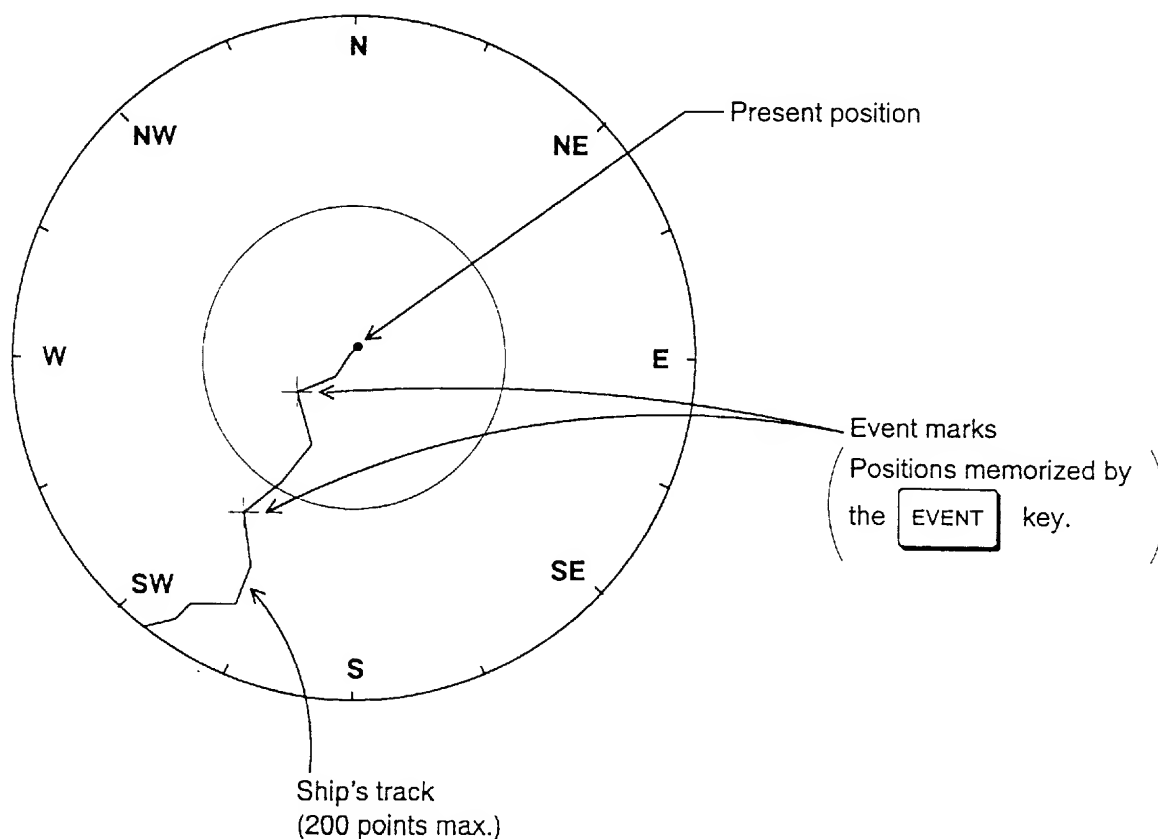 N
NW
NE
Present position
W
E
Event marks
Positions memorized by
the EVENT key.
SW
SE
S
Ship's track
(200 points max.)